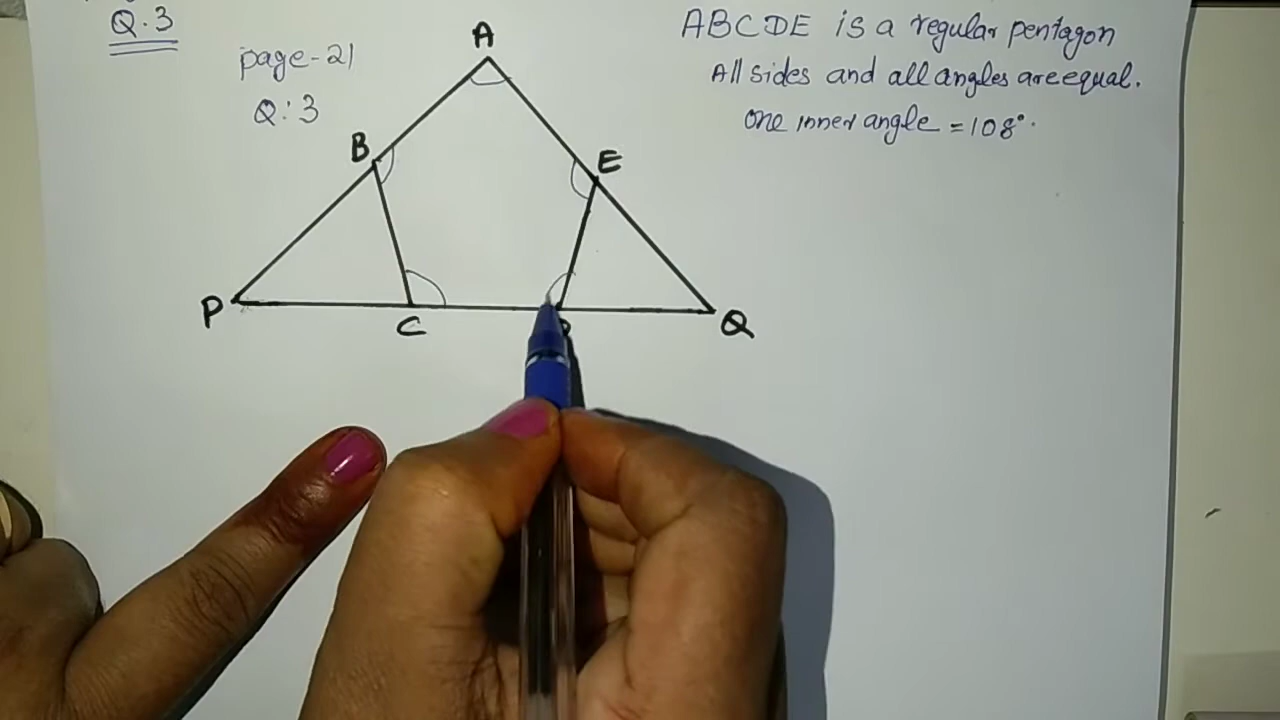 Q.3
page-21
Q:3
ABCDE is a regular pentagon
All sides and all angles are equal.
One inner angle = 108°.
A
B
E
P
C
Q